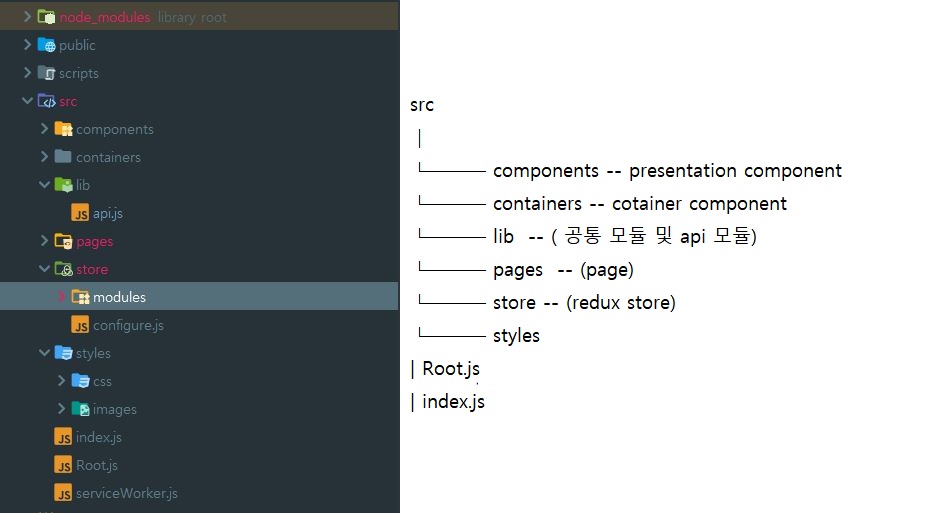 node_modules library root
public
scripts
src
components
containers
lib
api.js
pages
store
modules
configure.js
styles
css
images
index.js
Root.js
serviceWorker.js
src
components -- presentation component
containers -- cotainer component
lib -- ( 공통 모듈 및 api 모듈)
pages -- (page)
store -- (redux store)
styles
| Root.js
| index.js